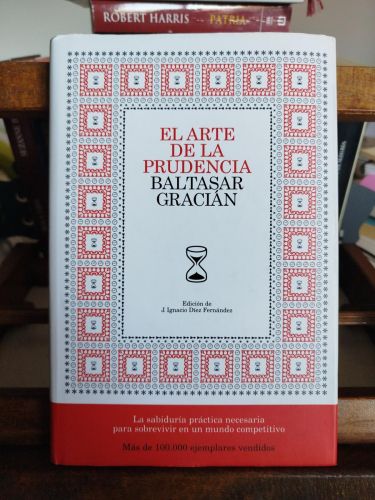 ROBERT HARRIS PATRIA
EL ARTE
DE LA
PRUDENCIA
BALTASAR
GRACIÁN
Edición de
J. Ignacio Díez Fernández
La sabiduría práctica necesaria
para sobrevivir en un mundo competitivo
Más de 100.000 ejemplares vendidos